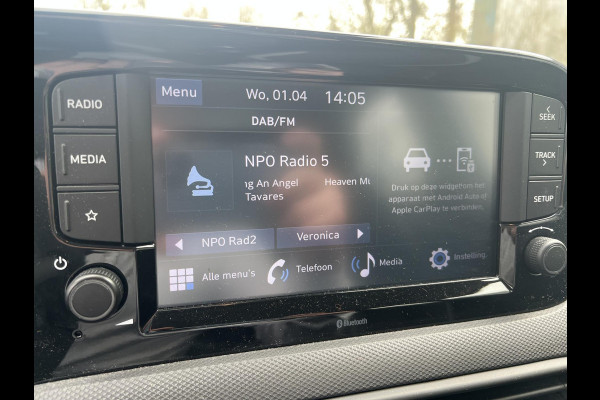 RADIO
MEDIA
Menu
Wo, 01.04
14:05
DAB/FM
NPO Radio 5
ng An Angel
Heaven Mu
Tavares
NPO Rad2
Veronica
Druk op deze widget om het
apparaat met Android Auto of
Apple CarPlay te verbinden.
Alle menu's
Telefoon
Media
Instelling.
SEEK
TRACK
SETUP
Bluetooth